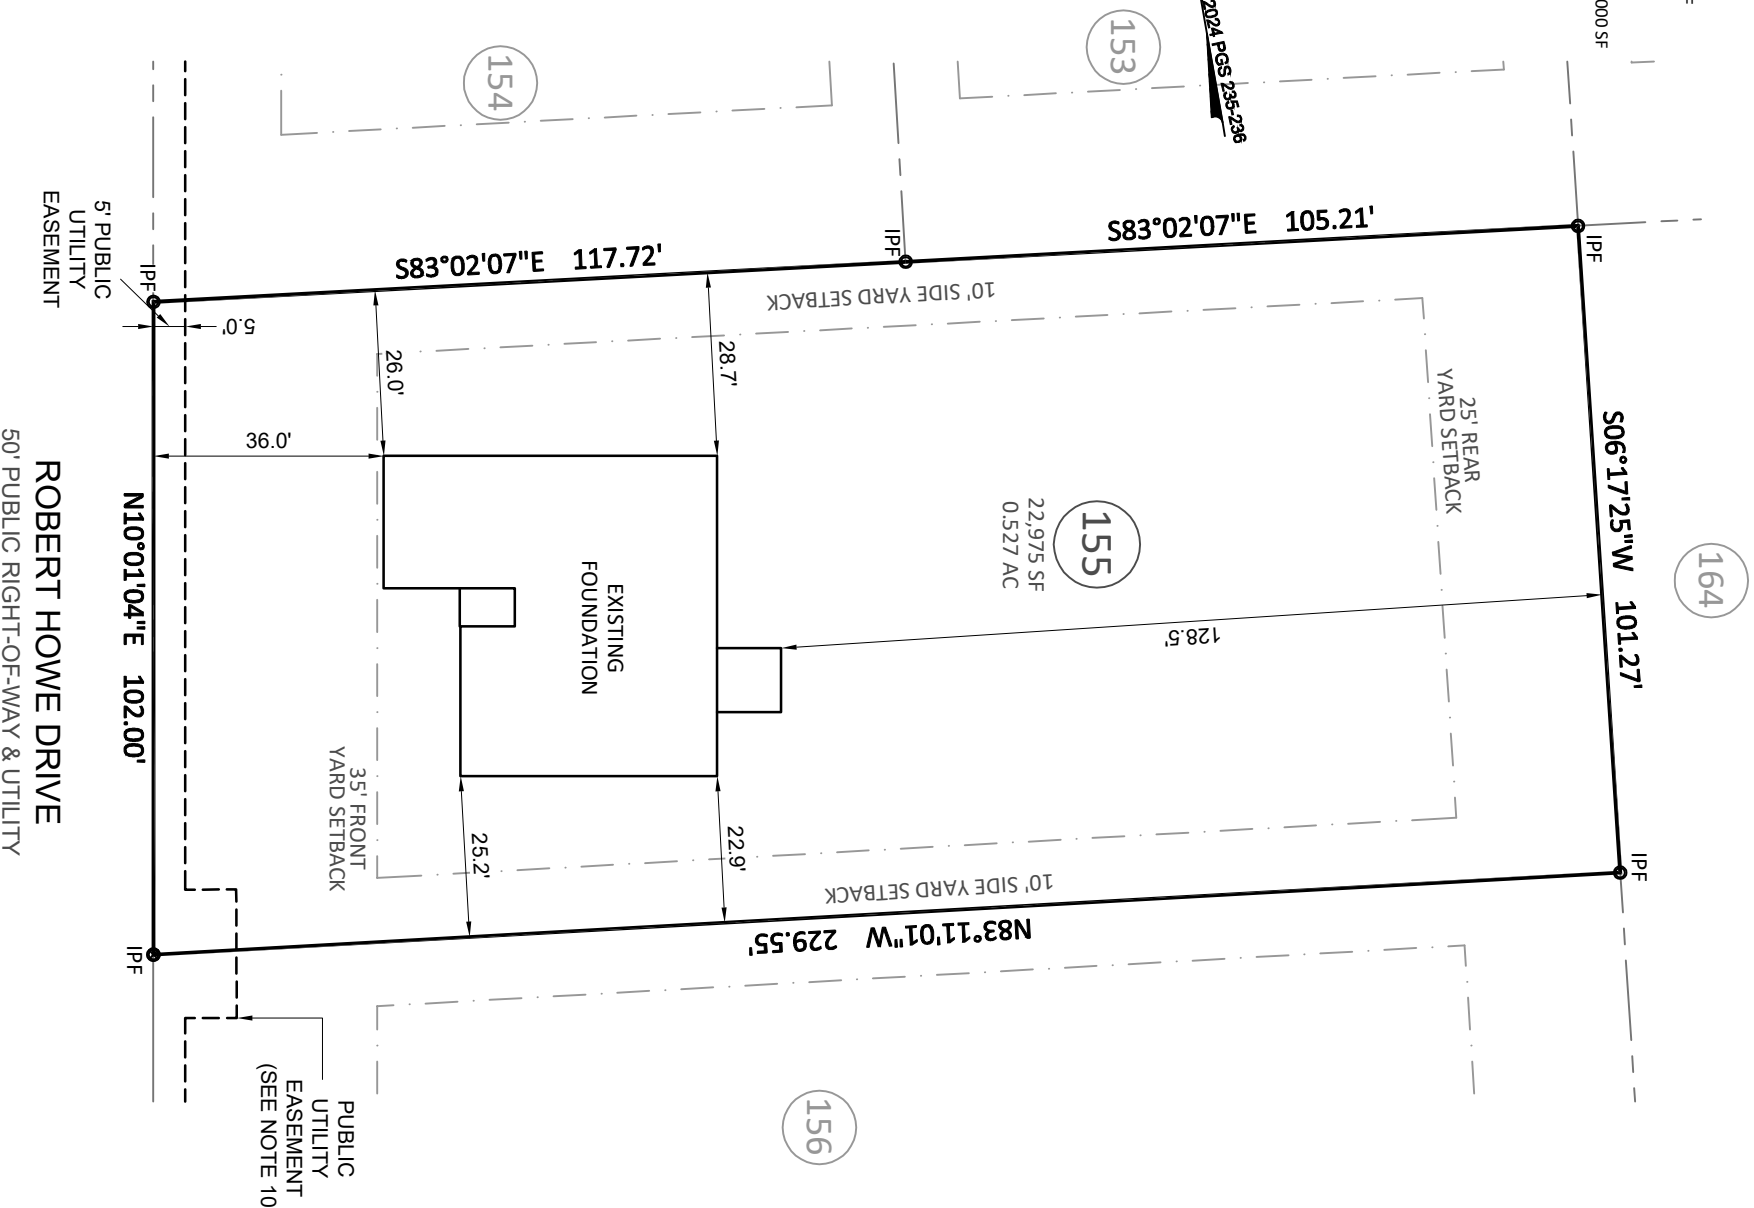 000 SF
2024 PGS 235-236
153
154
164
155
156
22,975 SF
0.527 AC
S83°02'07"E 105.21'
S83°02'07"E 117.72'
S06°17'25"W 101.27'
N83°11'01"W 229.55'
N10°01'04"E 102.00'
IPF
IPF
IPF
IPF
IPF
10' SIDE YARD SETBACK
10' SIDE YARD SETBACK
25' REAR
YARD SETBACK
35' FRONT
YARD SETBACK
5' PUBLIC
UTILITY
EASEMENT
5.0'
26.0'
28.7'
36.0'
128.5'
22.9'
25.2'
EXISTING
FOUNDATION
PUBLIC
UTILITY
EASEMENT
(SEE NOTE 10
ROBERT HOWE DRIVE
50' PUBLIC RIGHT-OF-WAY & UTILITY